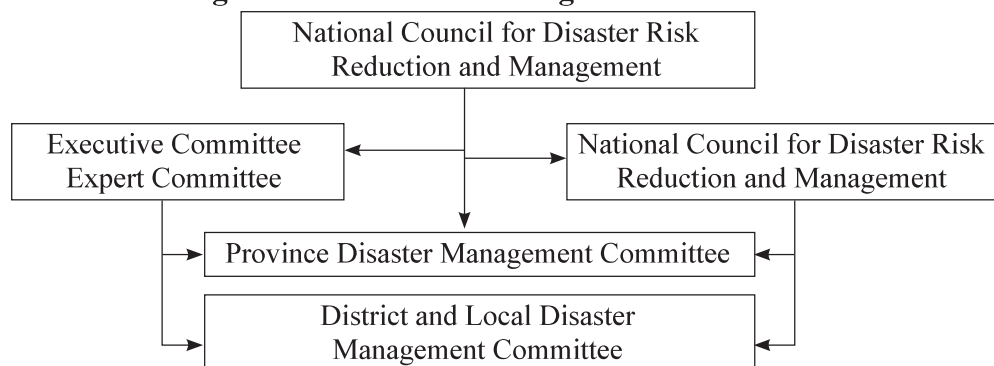 National Council for Disaster Risk
Reduction and Management
Executive Committee
Expert Committee
National Council for Disaster Risk
Reduction and Management
Province Disaster Management Committee
District and Local Disaster
Management Committee